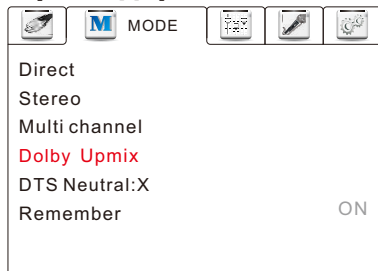 M MODE
Direct
Stereo
Multi channel
Dolby Upmix
DTS Neutral:X
Remember ON